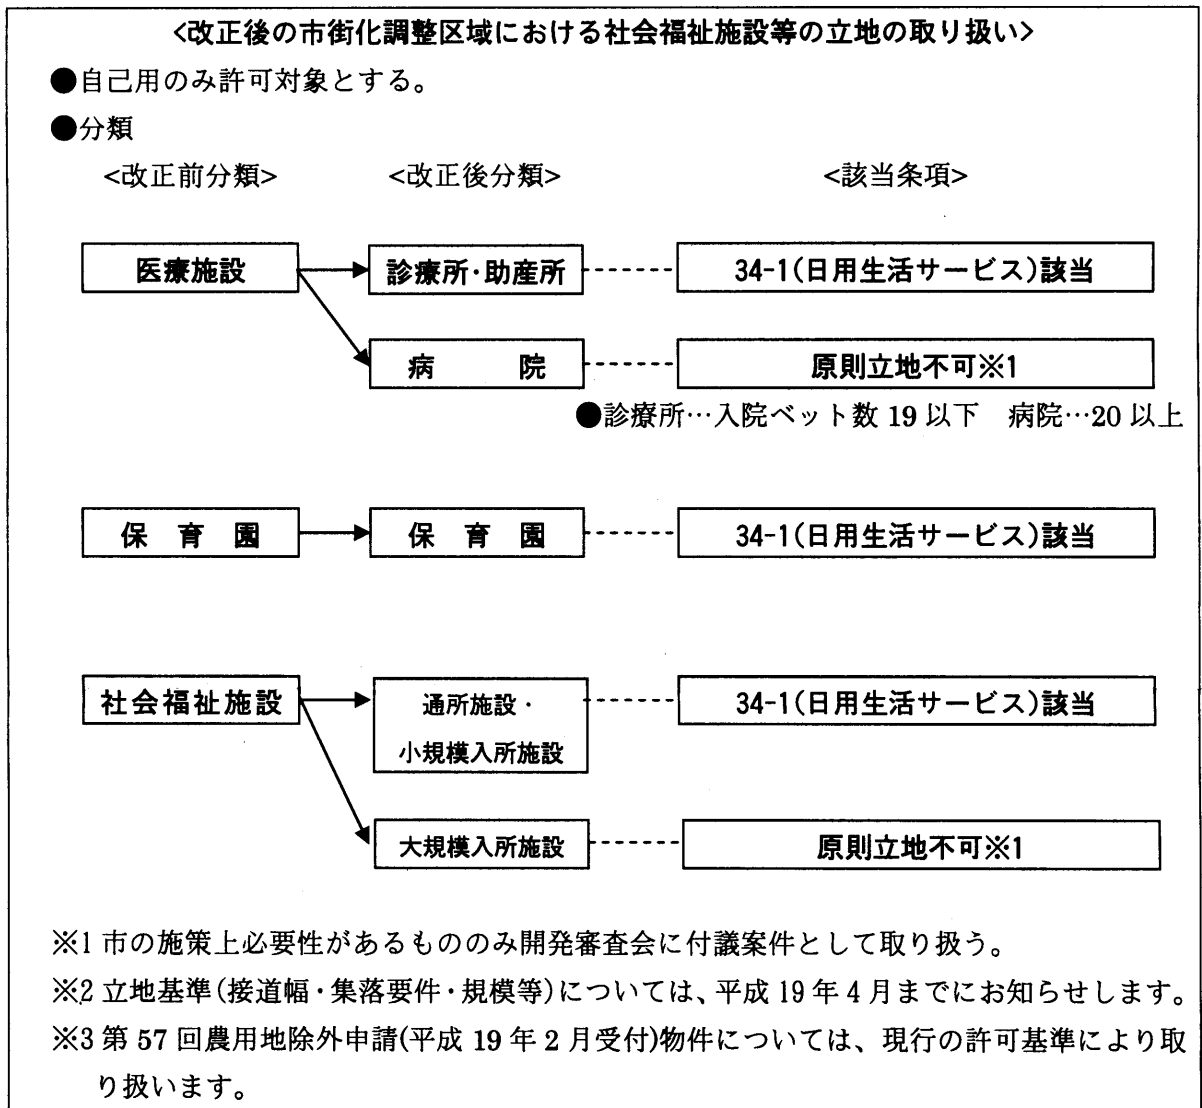 <改正後の市街化調整区域における社会福祉施設等の立地の取り扱い>
●自己用のみ許可対象とする。
●分類
<改正前分類> <改正後分類> <該当条項>
医療施設 診療所･助産所 34-1(日用生活サービス)該当
病　院 原則立地不可※1
●診療所…入院ベット数 19 以下　病院…20 以上
保 育 園 保 育 園 34-1(日用生活サービス)該当
社会福祉施設 通所施設・ 34-1(日用生活サービス)該当
小規模入所施設
大規模入所施設 原則立地不可※1
※1 市の施策上必要性があるもののみ開発審査会に付議案件として取り扱う。
※2 立地基準(接道幅・集落要件・規模等)については、平成 19 年 4 月までにお知らせします。
※3 第 57 回農用地除外申請(平成 19 年 2 月受付)物件については、現行の許可基準により取
り扱います。